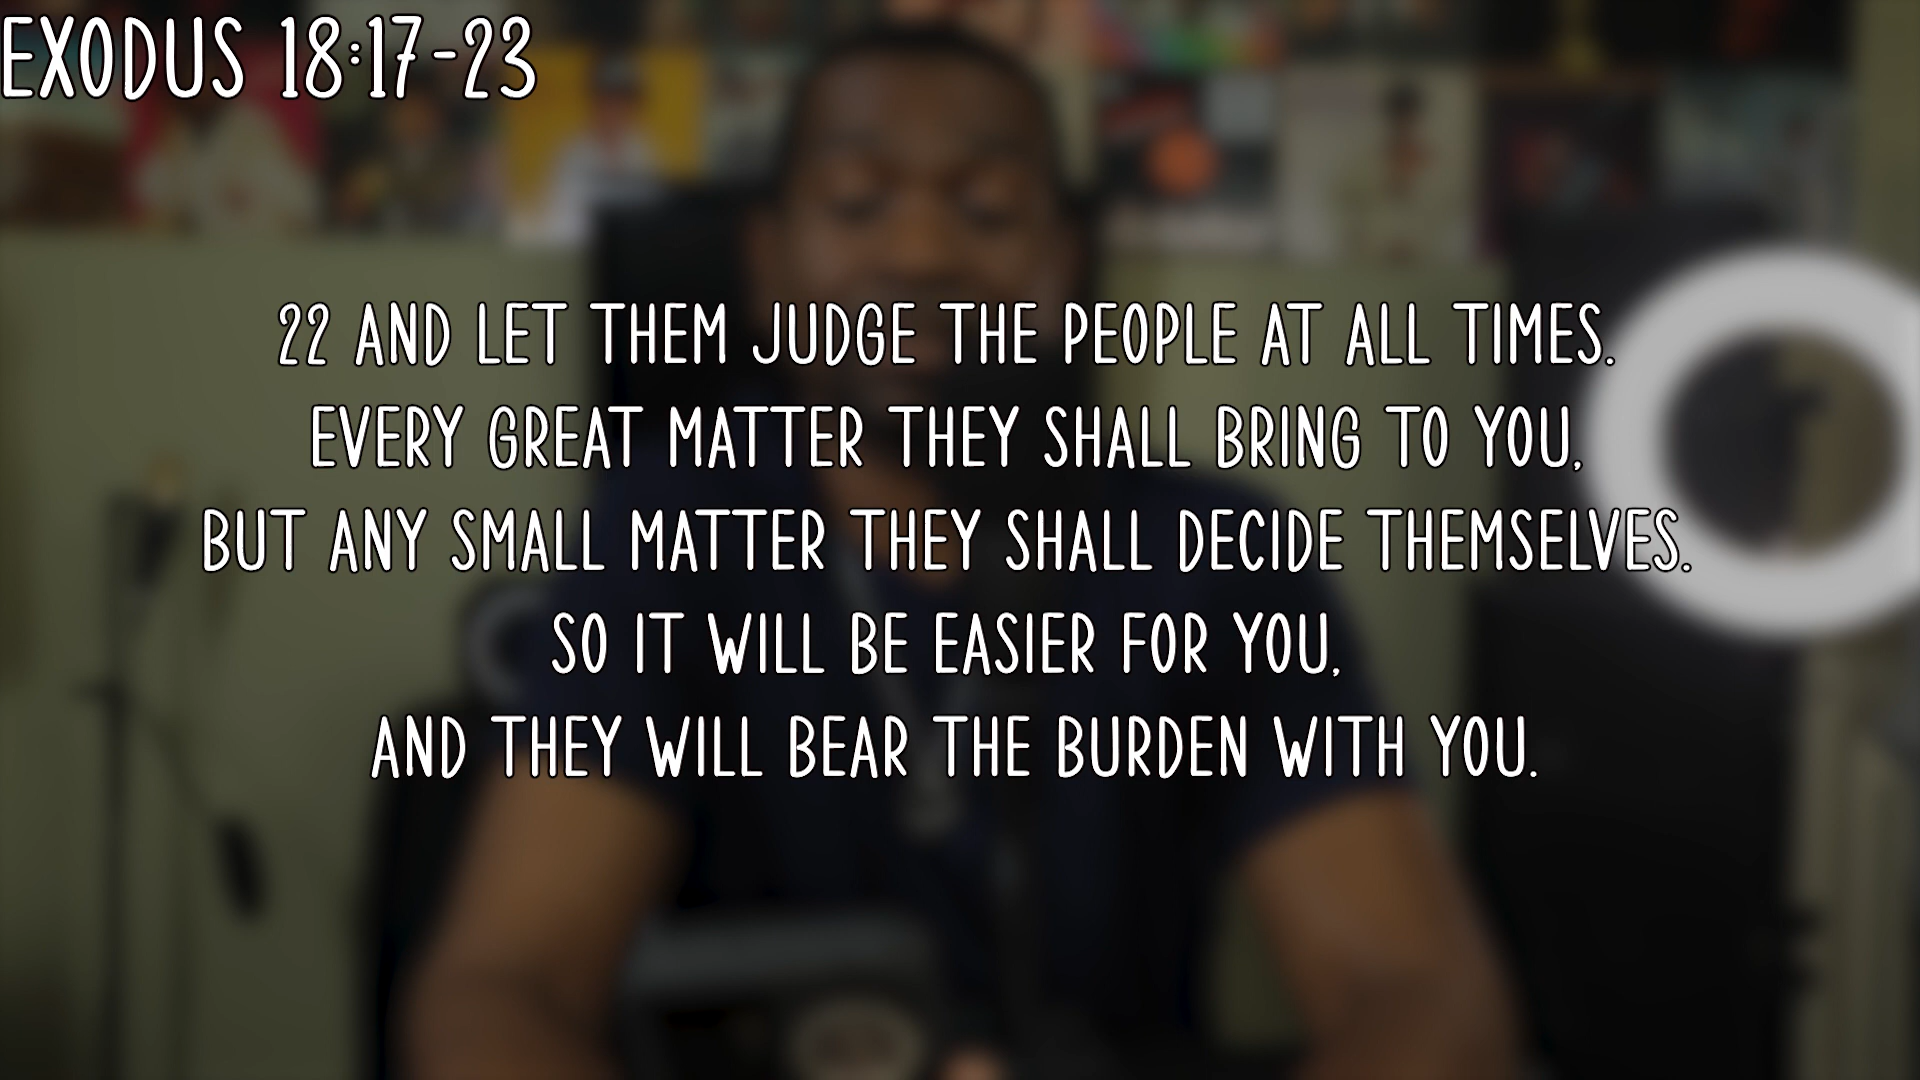 EXODUS 18:17-23
22 AND LET THEM JUDGE THE PEOPLE AT ALL TIMES.
EVERY GREAT MATTER THEY SHALL BRING TO YOU,
BUT ANY SMALL MATTER THEY SHALL DECIDE THEMSELVES.
SO IT WILL BE EASIER FOR YOU,
AND THEY WILL BEAR THE BURDEN WITH YOU.